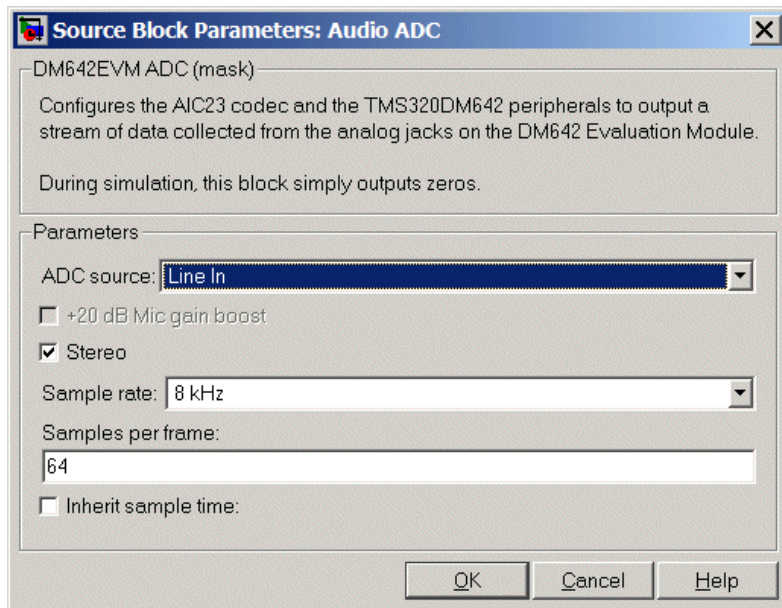 Source Block Parameters: Audio ADC
DM642EVM ADC (mask)
Configures the AIC23 codec and the TMS320DM642 peripherals to output a
stream of data collected from the analog jacks on the DM642 Evaluation Module.
During simulation, this block simply outputs zeros.
Parameters
ADC source: Line In
+20 dB Mic gain boost
Stereo
Sample rate: 8 kHz
Samples per frame:
64
Inherit sample time:
OK Cancel Help